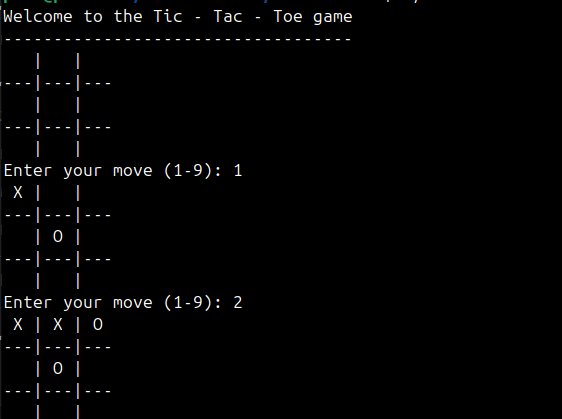 Welcome to the Tic - Tac - Toe game
-----------------------------------
   |   |
---|---|---
   |   |
---|---|---
   |   |
Enter your move (1-9): 1
 X |   |
---|---|---
   | O |
---|---|---
   |   |
Enter your move (1-9): 2
 X | X | O
---|---|---
   | O |
---|---|---
   |   |